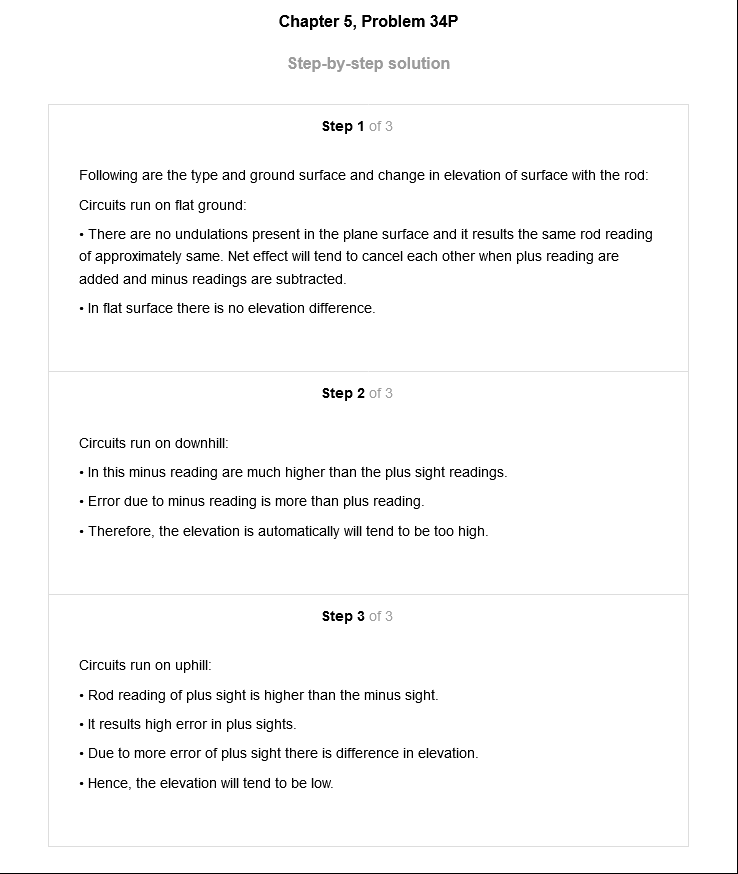 Chapter 5, Problem 34P
Step-by-step solution
Step 1 of 3
Following are the type and ground surface and change in elevation of surface with the rod:
Circuits run on flat ground:
• There are no undulations present in the plane surface and it results the same rod reading
of approximately same. Net effect will tend to cancel each other when plus reading are
added and minus readings are subtracted.
• In flat surface there is no elevation difference.
Step 2 of 3
Circuits run on downhill:
• In this minus reading are much higher than the plus sight readings.
• Error due to minus reading is more than plus reading.
• Therefore, the elevation is automatically will tend to be too high.
Step 3 of 3
Circuits run on uphill:
• Rod reading of plus sight is higher than the minus sight.
• It results high error in plus sights.
• Due to more error of plus sight there is difference in elevation.
• Hence, the elevation will tend to be low.